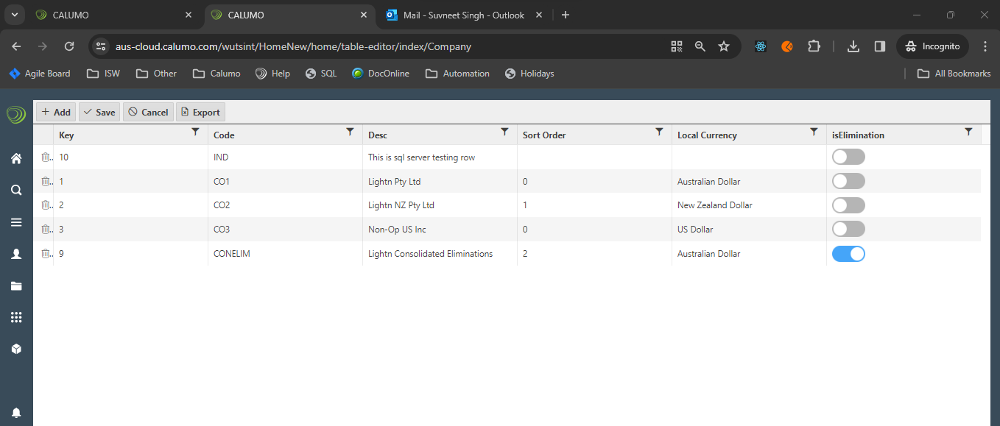 CALUMO CALUMO Mail - Suvneet Singh - Outlook
aus-cloud.calumo.com/wutsint/HomeNew/home/table-editor/index/Company Incognito
Agile Board ISW Other Calumo Help SQL DocOnline Automation Holidays All Bookmarks
Add Save Cancel Export
Key Code Desc Sort Order Local Currency isElimination
.. 10 IND This is sql server testing row
.. 1 CO1 Lightn Pty Ltd 0 Australian Dollar
.. 2 CO2 Lightn NZ Pty Ltd 1 New Zealand Dollar
.. 3 CO3 Non-Op US Inc 0 US Dollar
.. 9 CONELIM Lightn Consolidated Eliminations 2 Australian Dollar